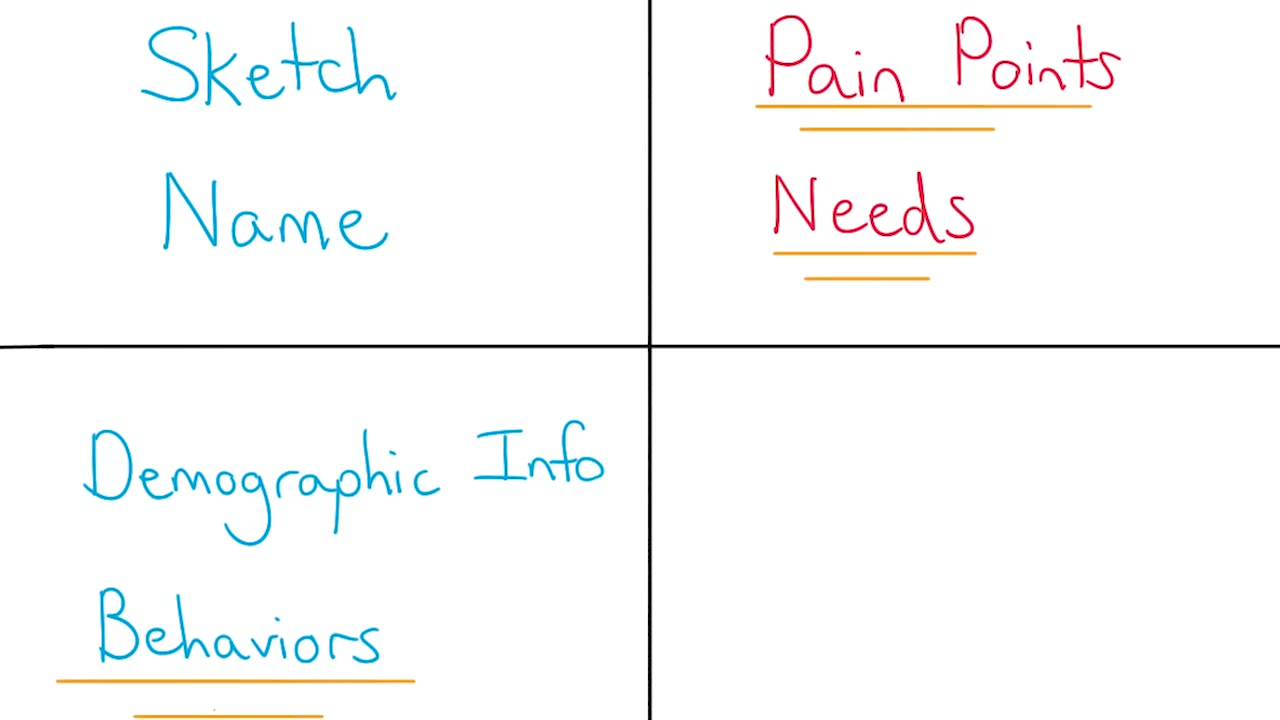 Sketch
Name
Pain Points
Needs
Demographic Info
Behaviors